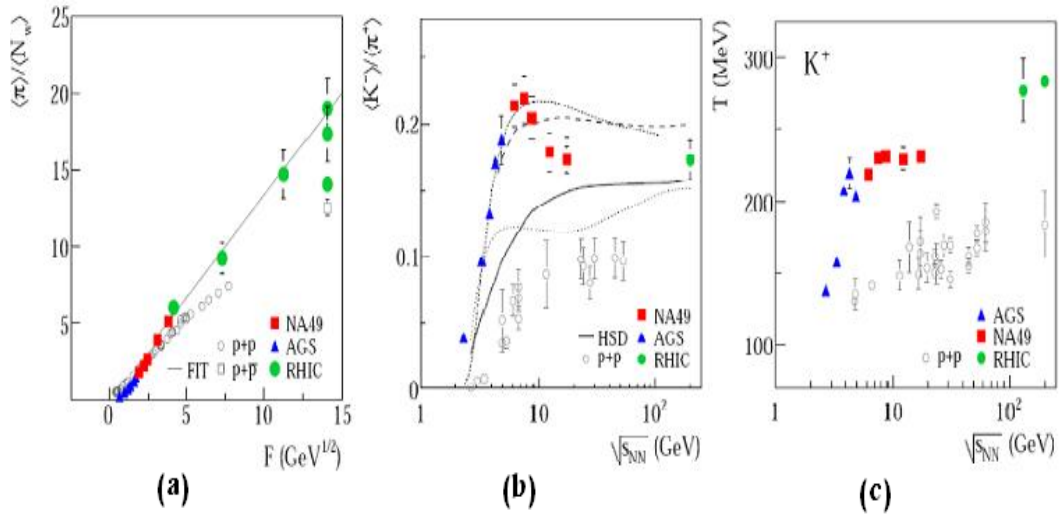 ⟨π⟩/⟨N_w⟩
25
20
15
10
5
0
5
10
15
F (GeV^{1/2})
NA49
p+p AGS
FIT p+p̄ RHIC
(a)
⟨K⁻⟩/⟨π⁺⟩
0.2
0.1
0
1
10
10²
√s_NN (GeV)
NA49
HSD AGS
p+p RHIC
(b)
T (MeV)
K⁺
300
200
100
1
10
10²
√s_NN (GeV)
AGS
NA49
p+p RHIC
(c)